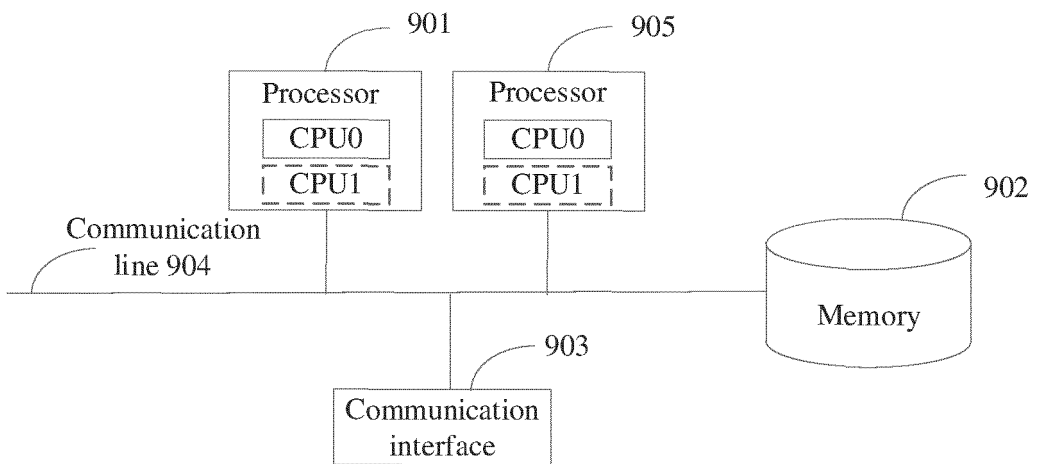 901
905
Processor
CPU0
CPU1
Processor
CPU0
CPU1
902
Communication
line 904
Memory
903
Communication
interface